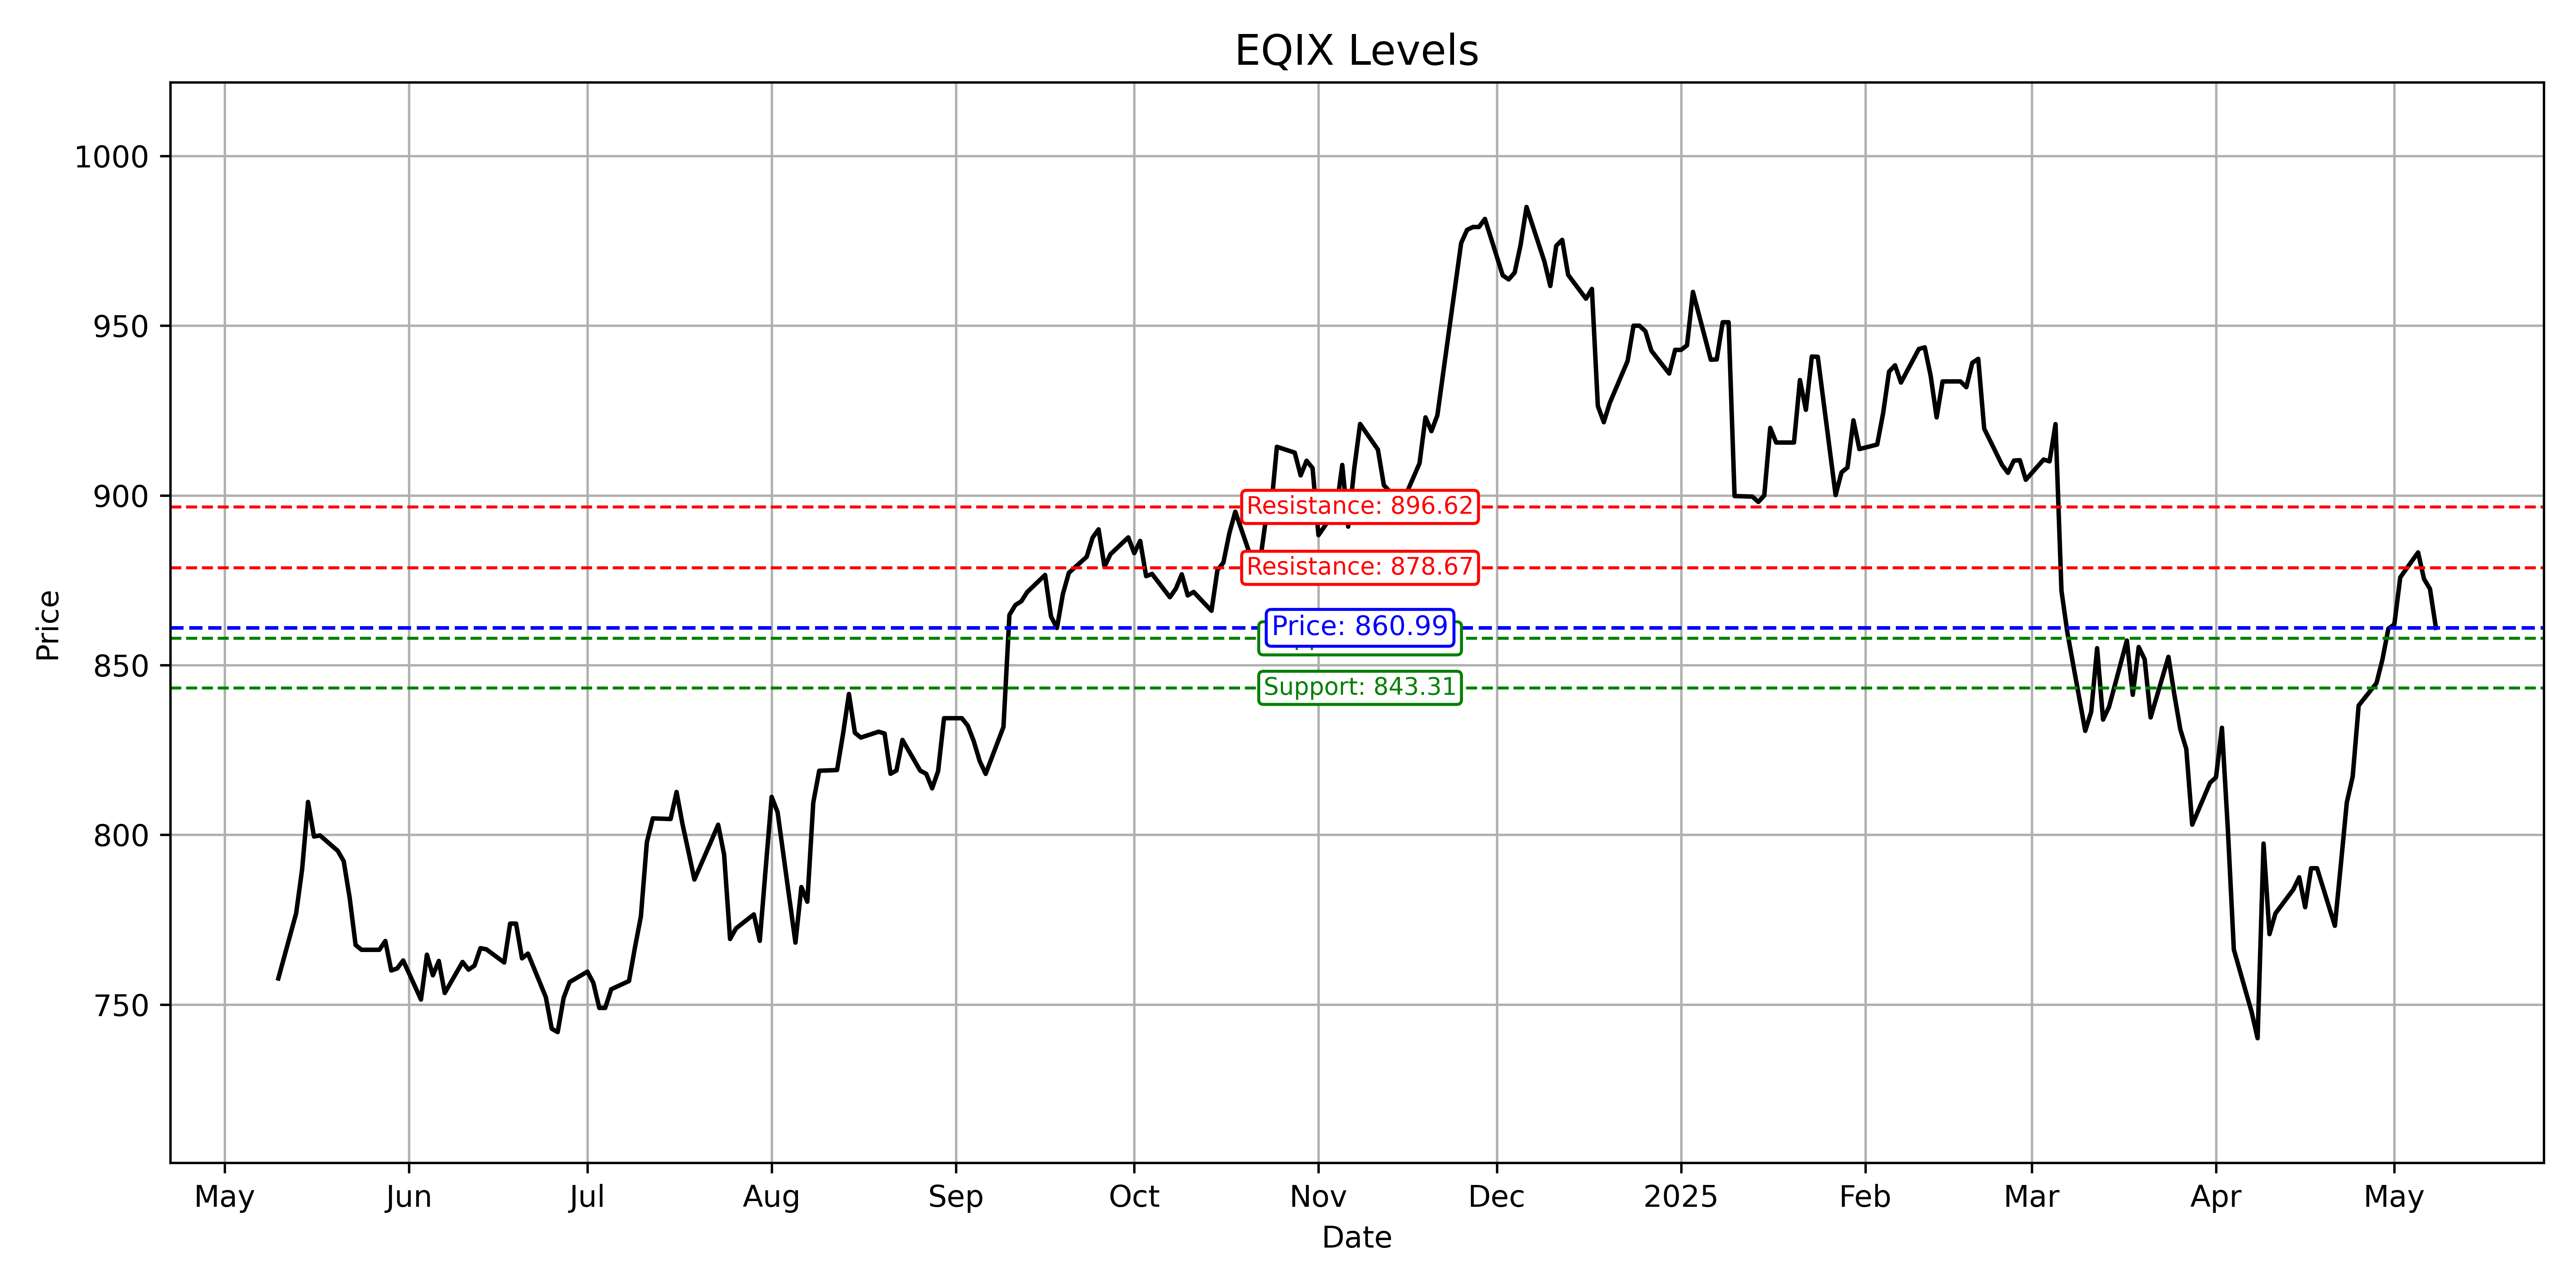 EQIX Levels
Price
1000
950
900
850
800
750
Resistance: 896.62
Resistance: 878.67
Price: 860.99
Support: 843.31
May Jun Jul Aug Sep Oct Nov Dec 2025 Feb Mar Apr May
Date